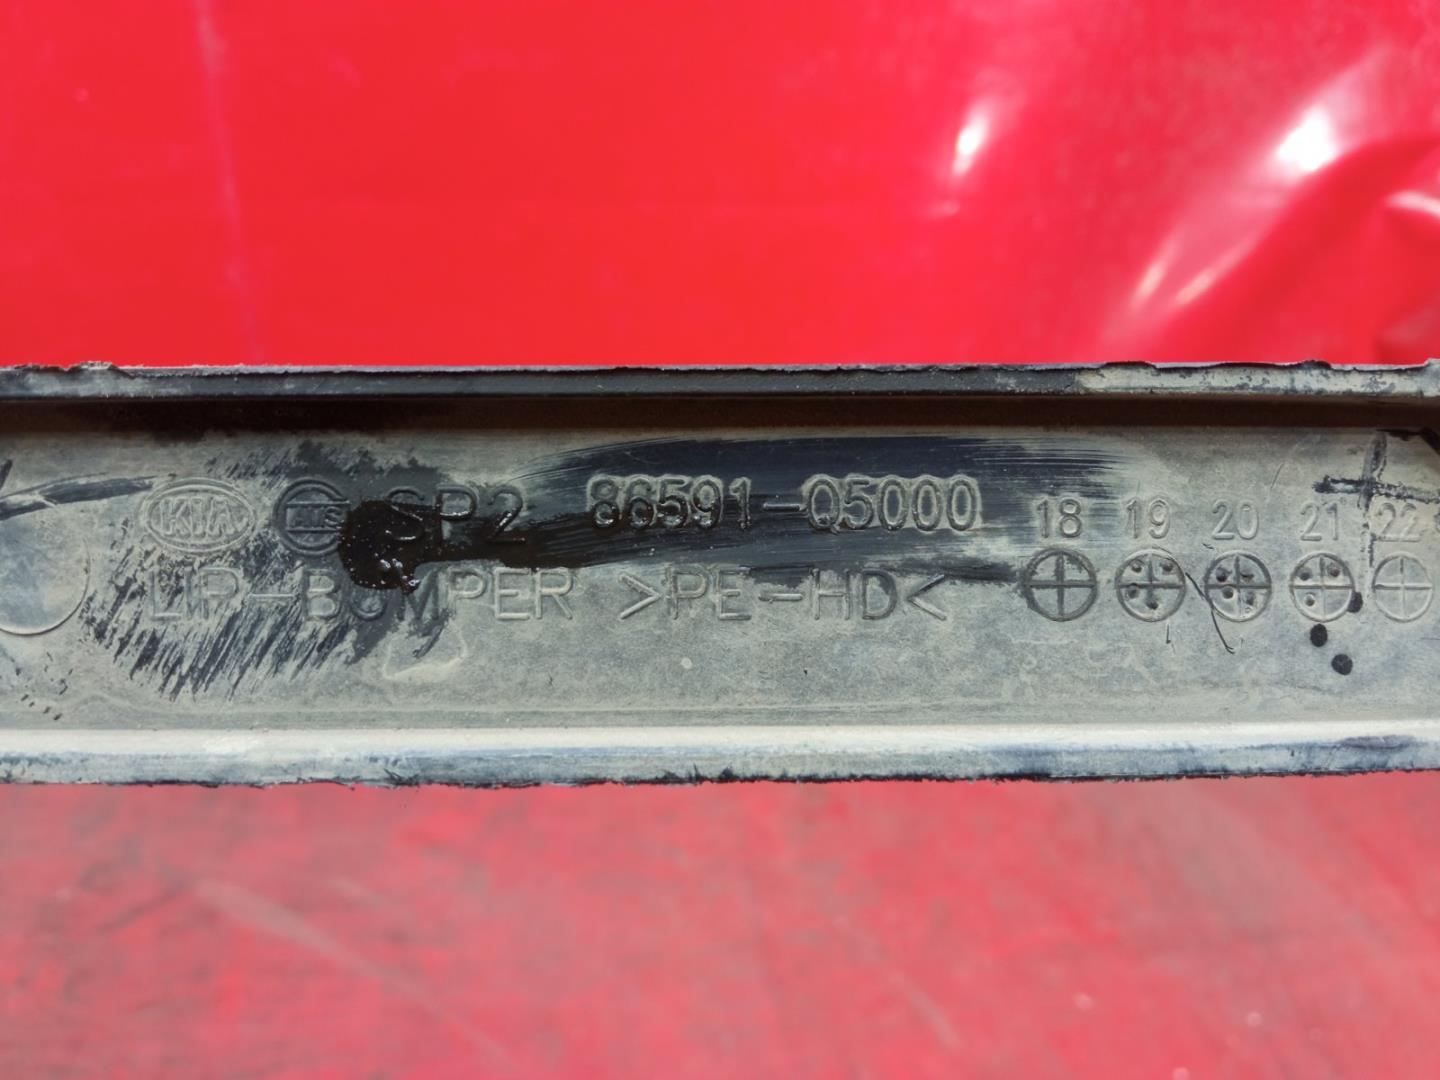 KIA SP2 86591-Q5000 18 19 20 21 22
LIP-BUMPER >PE-HD<